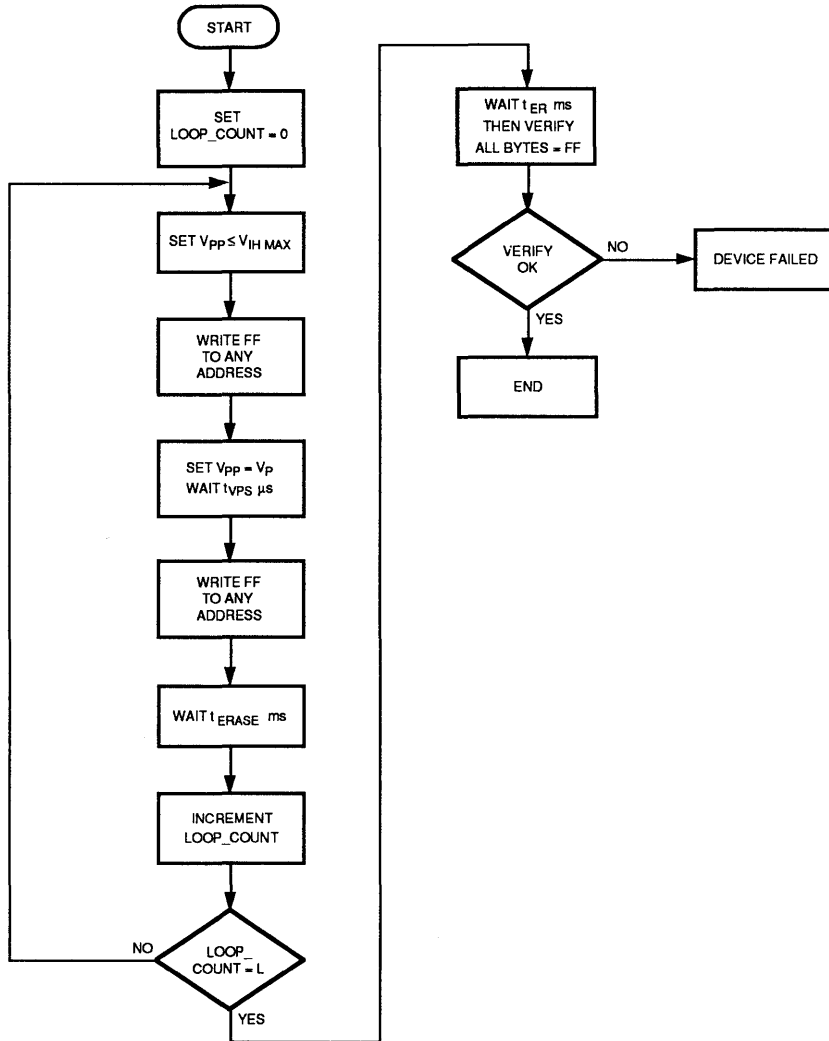 START
SET
LOOP_COUNT = 0
SET VPP ≤ VIH MAX
WRITE FF
TO ANY
ADDRESS
SET VPP = VP
WAIT tVPS µs
WRITE FF
TO ANY
ADDRESS
WAIT tERASE ms
INCREMENT
LOOP_COUNT
LOOP_
COUNT = L
NO
YES
WAIT tER ms
THEN VERIFY
ALL BYTES = FF
VERIFY
OK
NO
YES
DEVICE FAILED
END